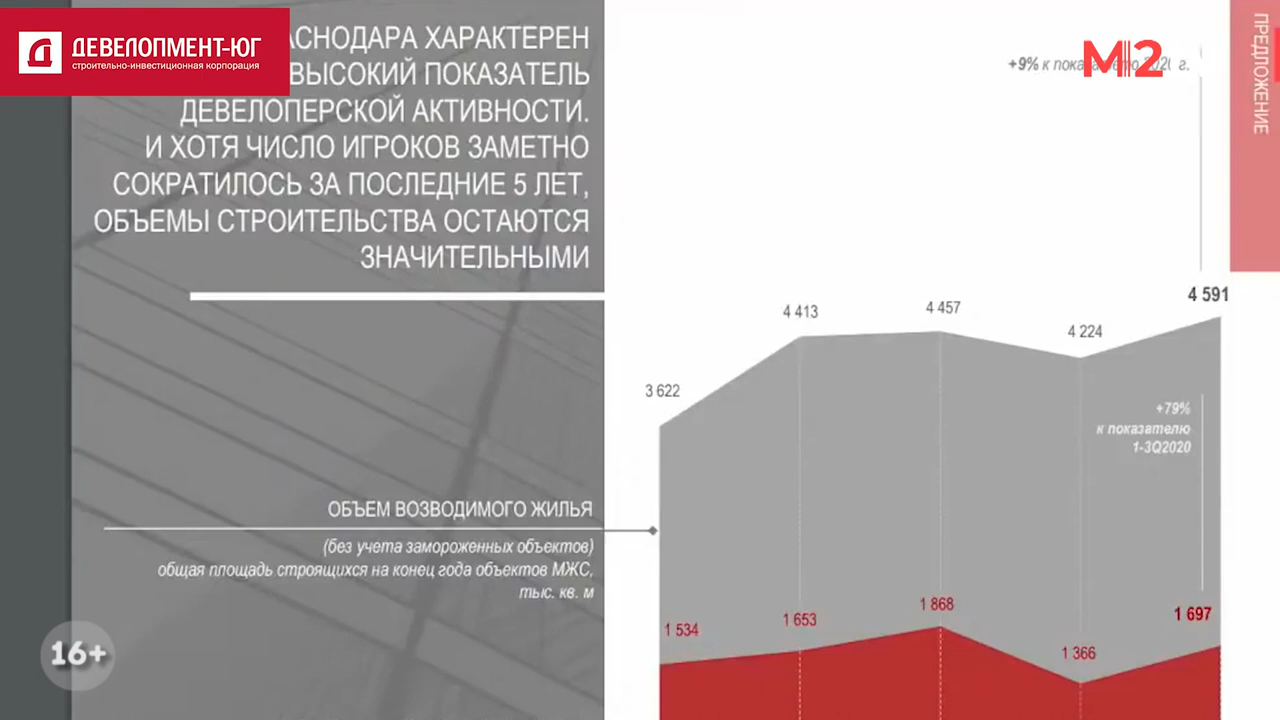 ДЕВЕЛОПМЕНТ-ЮГ
строительно-инвестиционная корпорация
ХАРАКТЕРЕН
ВЫСОКИЙ ПОКАЗАТЕЛЬ
ДЕВЕЛОПЕРСКОЙ АКТИВНОСТИ.
И ХОТЯ ЧИСЛО ИГРОКОВ ЗАМЕТНО
СОКРАТИЛОСЬ ЗА ПОСЛЕДНИЕ 5 ЛЕТ,
ОБЪЕМЫ СТРОИТЕЛЬСТВА ОСТАЮТСЯ
ЗНАЧИТЕЛЬНЫМИ
ОБЪЕМ ВОЗВОДИМОГО ЖИЛЬЯ
(без учета замороженных объектов)
общая площадь строящихся на конец года объектов МЖС,
тыс. кв. м
16+
М2
+9% к г.
ПРЕДЛОЖЕНИЕ
3 622
4 413
4 457
4 224
4 591
+79%
к показателю
1-3Q2020
1 534
1 653
1 868
1 366
1 697